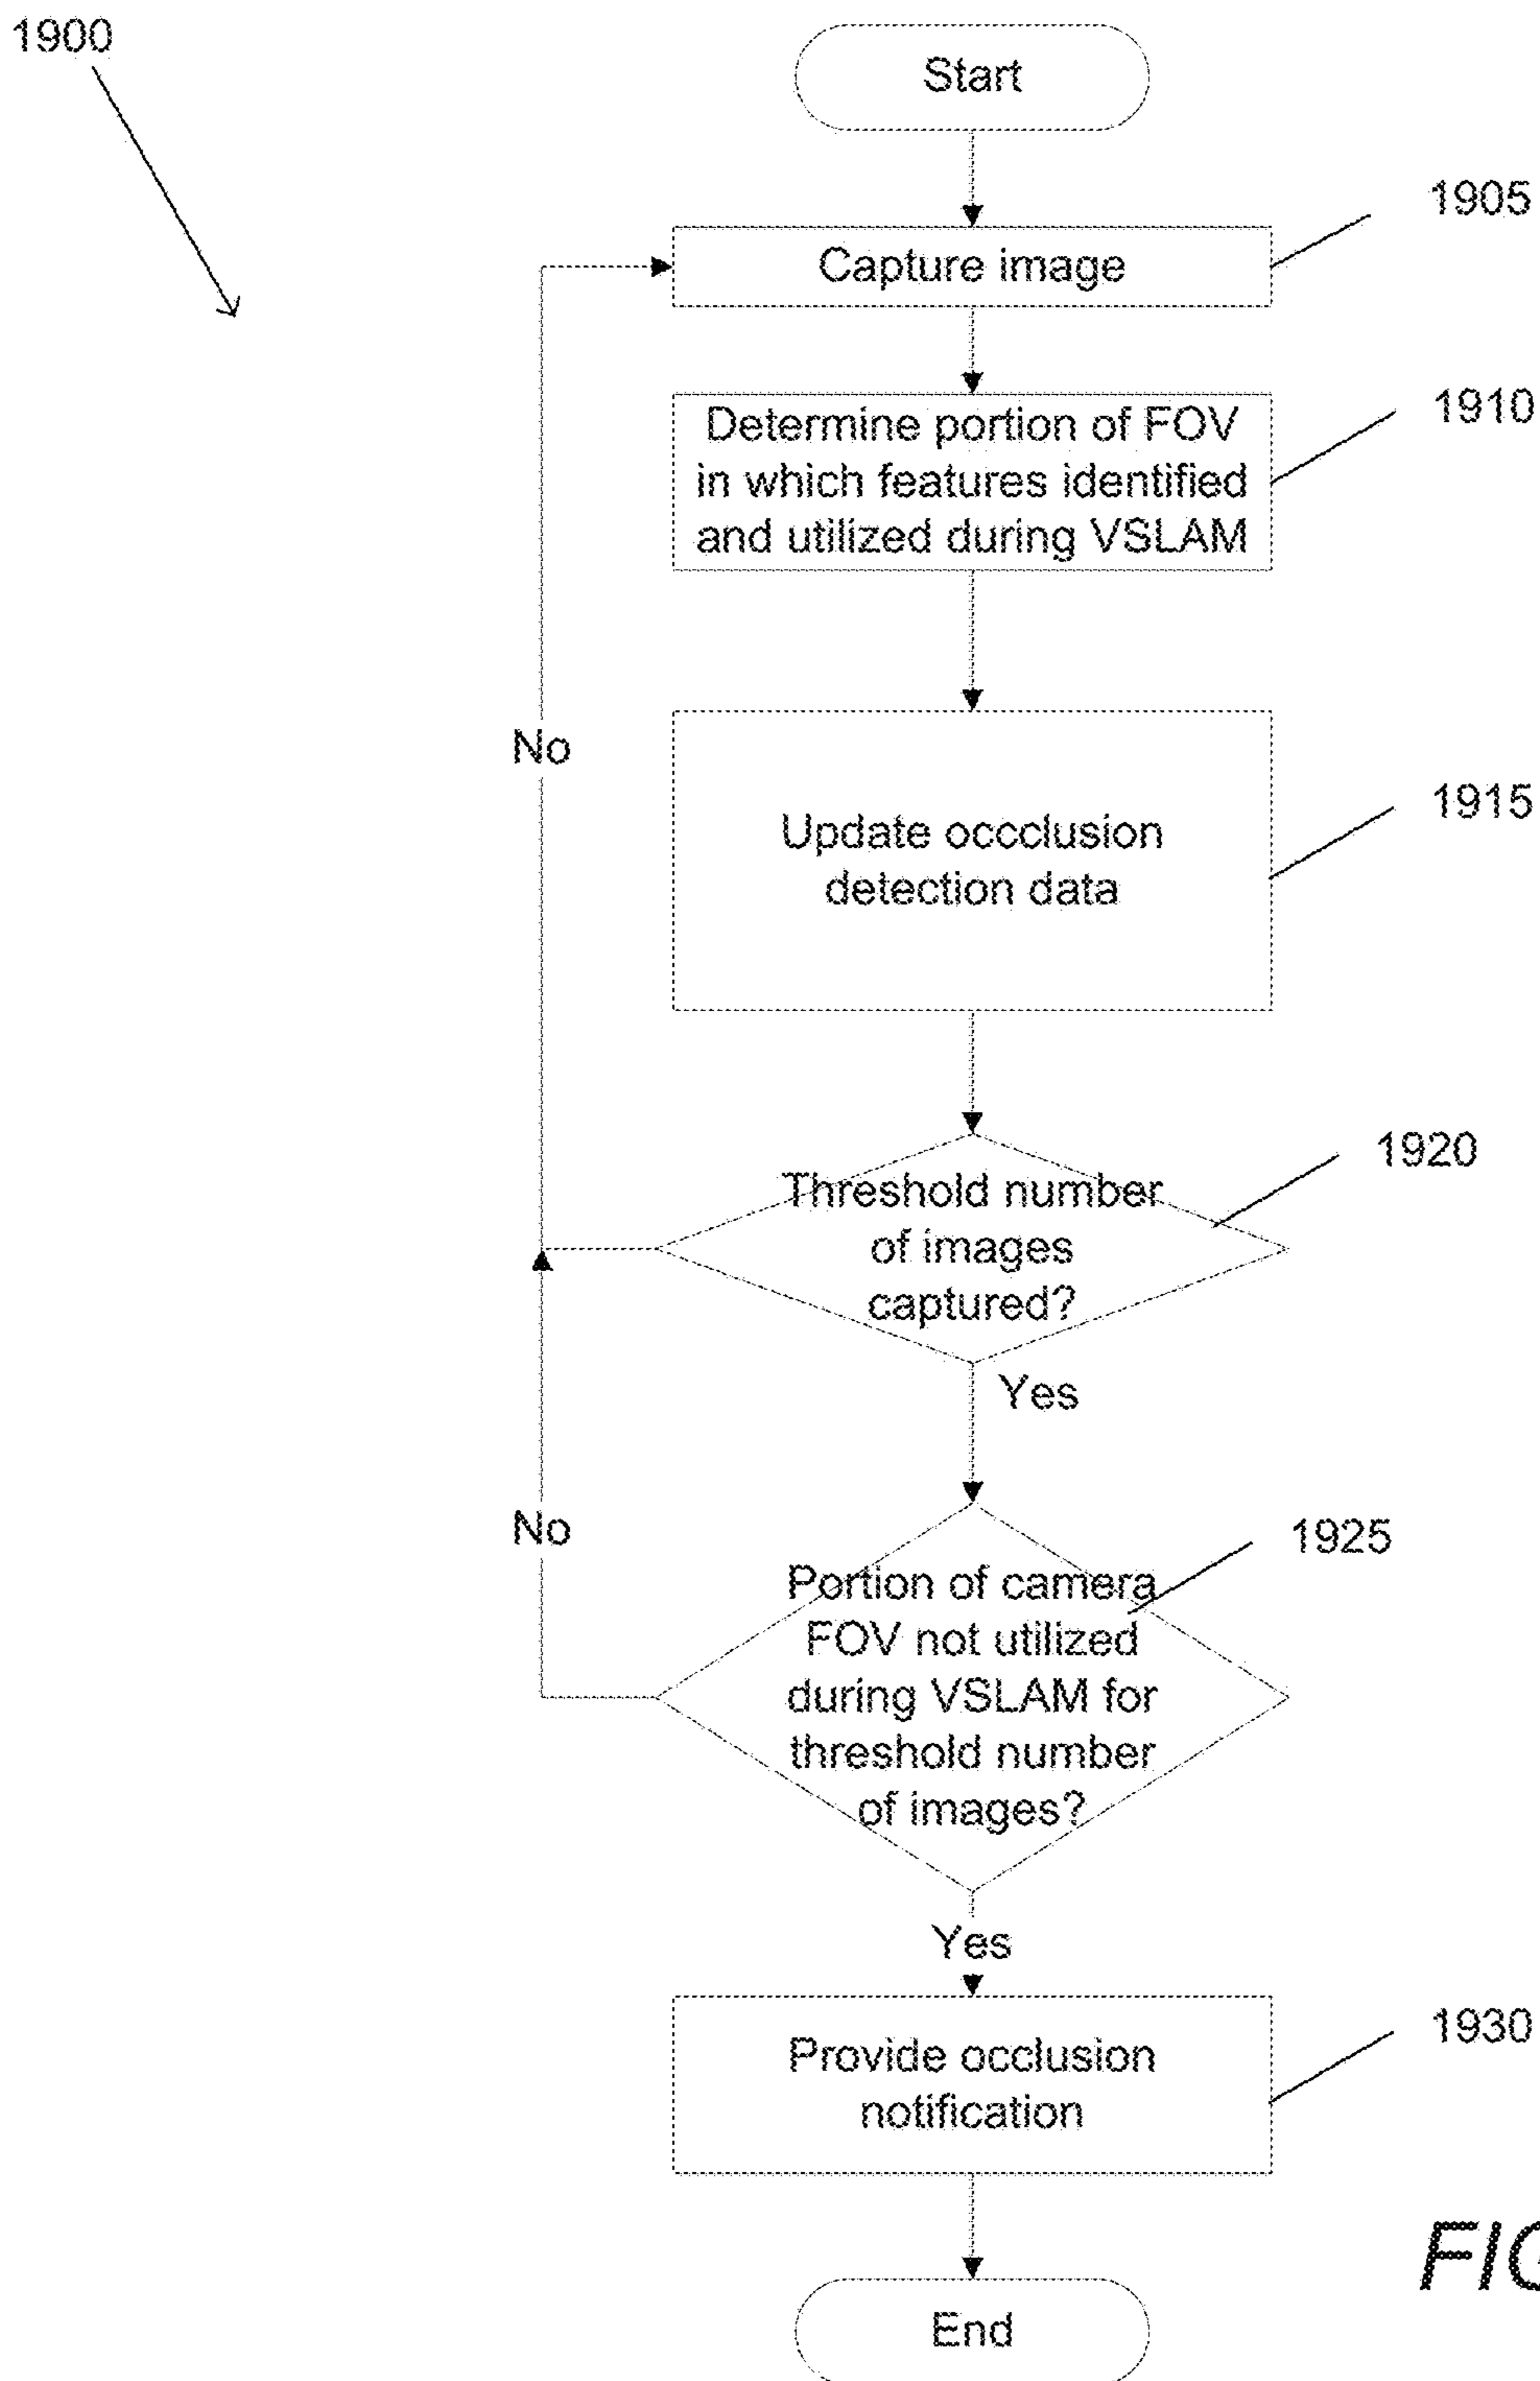 1900
Start
1905
Capture image
1910
Determine portion of FOV
in which features identified
and utilized during VSLAM
No
1915
Update occclusion
detection data
1920
Threshold number
of images
captured?
Yes
No
1925
Portion of camera
FOV not utilized
during VSLAM for
threshold number
of images?
Yes
1930
Provide occlusion
notification
End